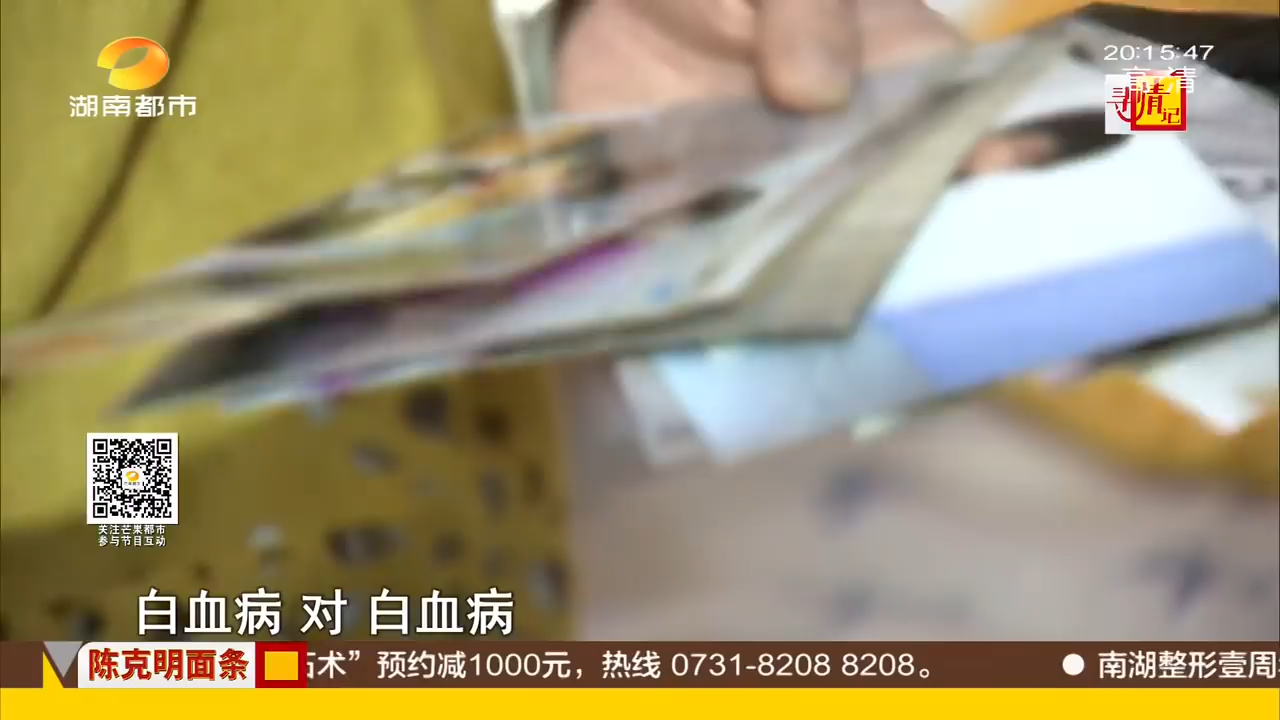 湖南都市
20:15:47
高清
寻情记
关注芒果都市
参与节目互动
白血病 对 白血病
陈克明面条
术”预约减1000元，热线 0731-8208 8208。 ● 南湖整形壹周